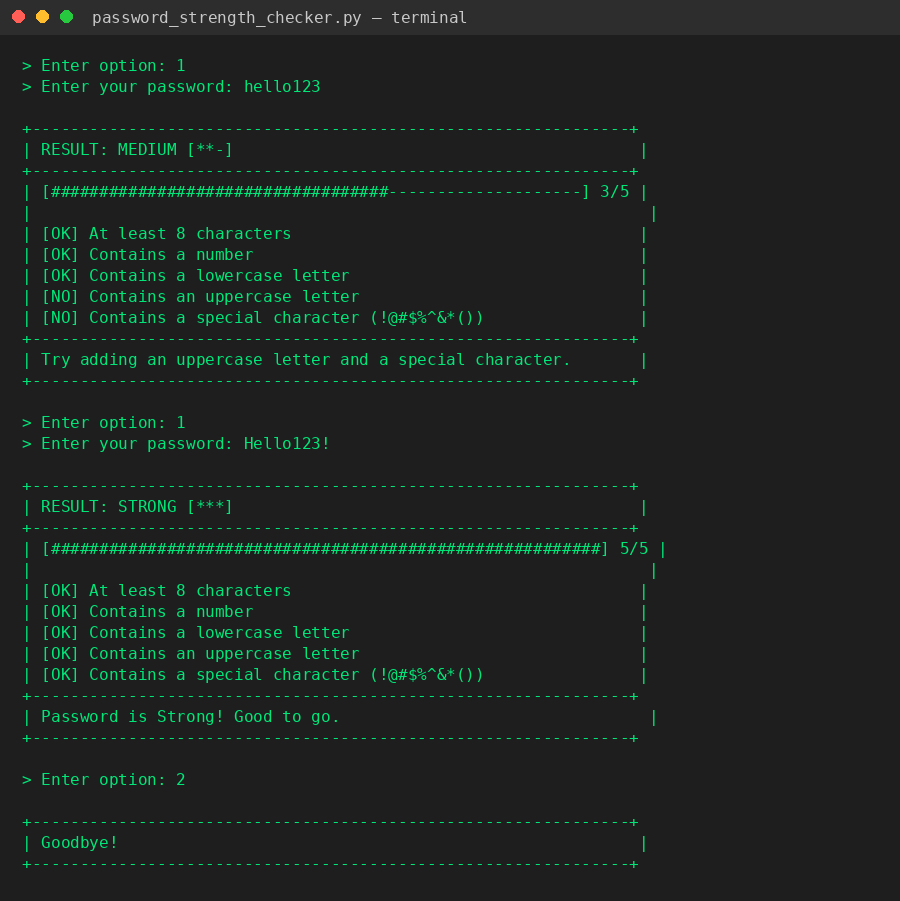 password_strength_checker.py — terminal
> Enter option: 1
> Enter your password: hello123
+--------------------------------------------------------------+
| RESULT: MEDIUM [**-]                                          |
+--------------------------------------------------------------+
| [###################################--------------------] 3/5 |
|                                                                |
| [OK] At least 8 characters                                    |
| [OK] Contains a number                                        |
| [OK] Contains a lowercase letter                              |
| [NO] Contains an uppercase letter                             |
| [NO] Contains a special character (!@#$%^&*())                |
+--------------------------------------------------------------+
| Try adding an uppercase letter and a special character.       |
+--------------------------------------------------------------+
> Enter option: 1
> Enter your password: Hello123!
+--------------------------------------------------------------+
| RESULT: STRONG [***]                                          |
+--------------------------------------------------------------+
| [#########################################################] 5/5 |
|                                                                |
| [OK] At least 8 characters                                    |
| [OK] Contains a number                                        |
| [OK] Contains a lowercase letter                              |
| [OK] Contains an uppercase letter                             |
| [OK] Contains a special character (!@#$%^&*())                |
+--------------------------------------------------------------+
| Password is Strong! Good to go.                                |
+--------------------------------------------------------------+
> Enter option: 2
+--------------------------------------------------------------+
| Goodbye!                                                      |
+--------------------------------------------------------------+